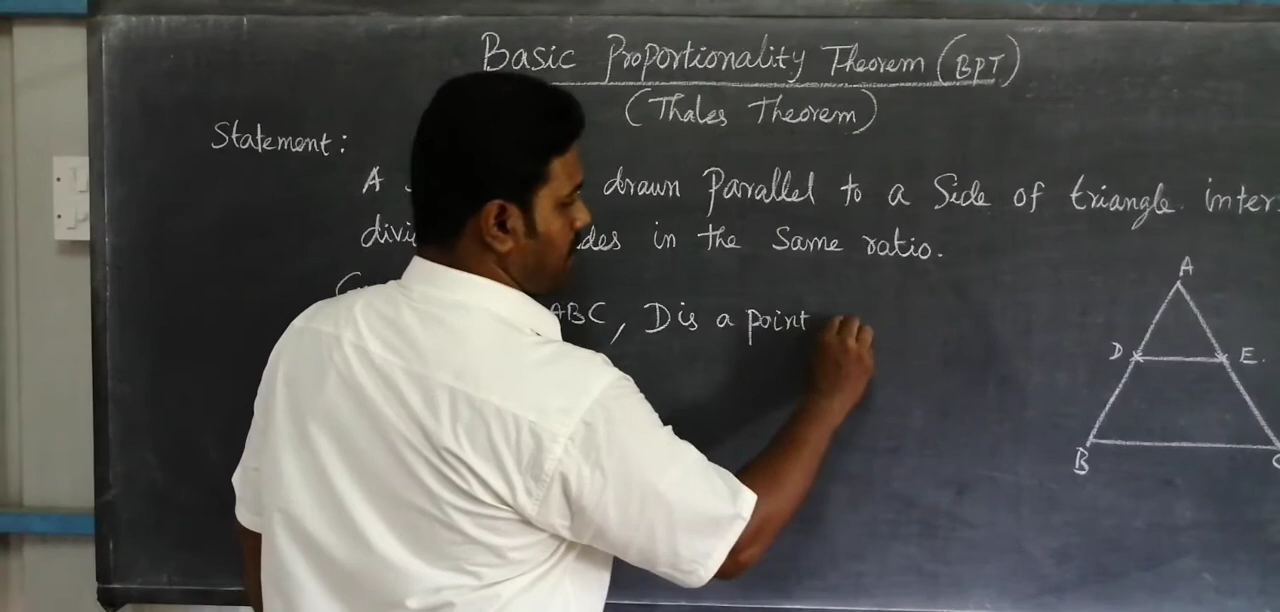 Basic Proportionality Theorem (BPT)
(Thales Theorem)
Statement:
A drawn Parallel to a Side of triangle. inter
divi des in the Same ratio.
ABC, D is a point
A
D E.
B C